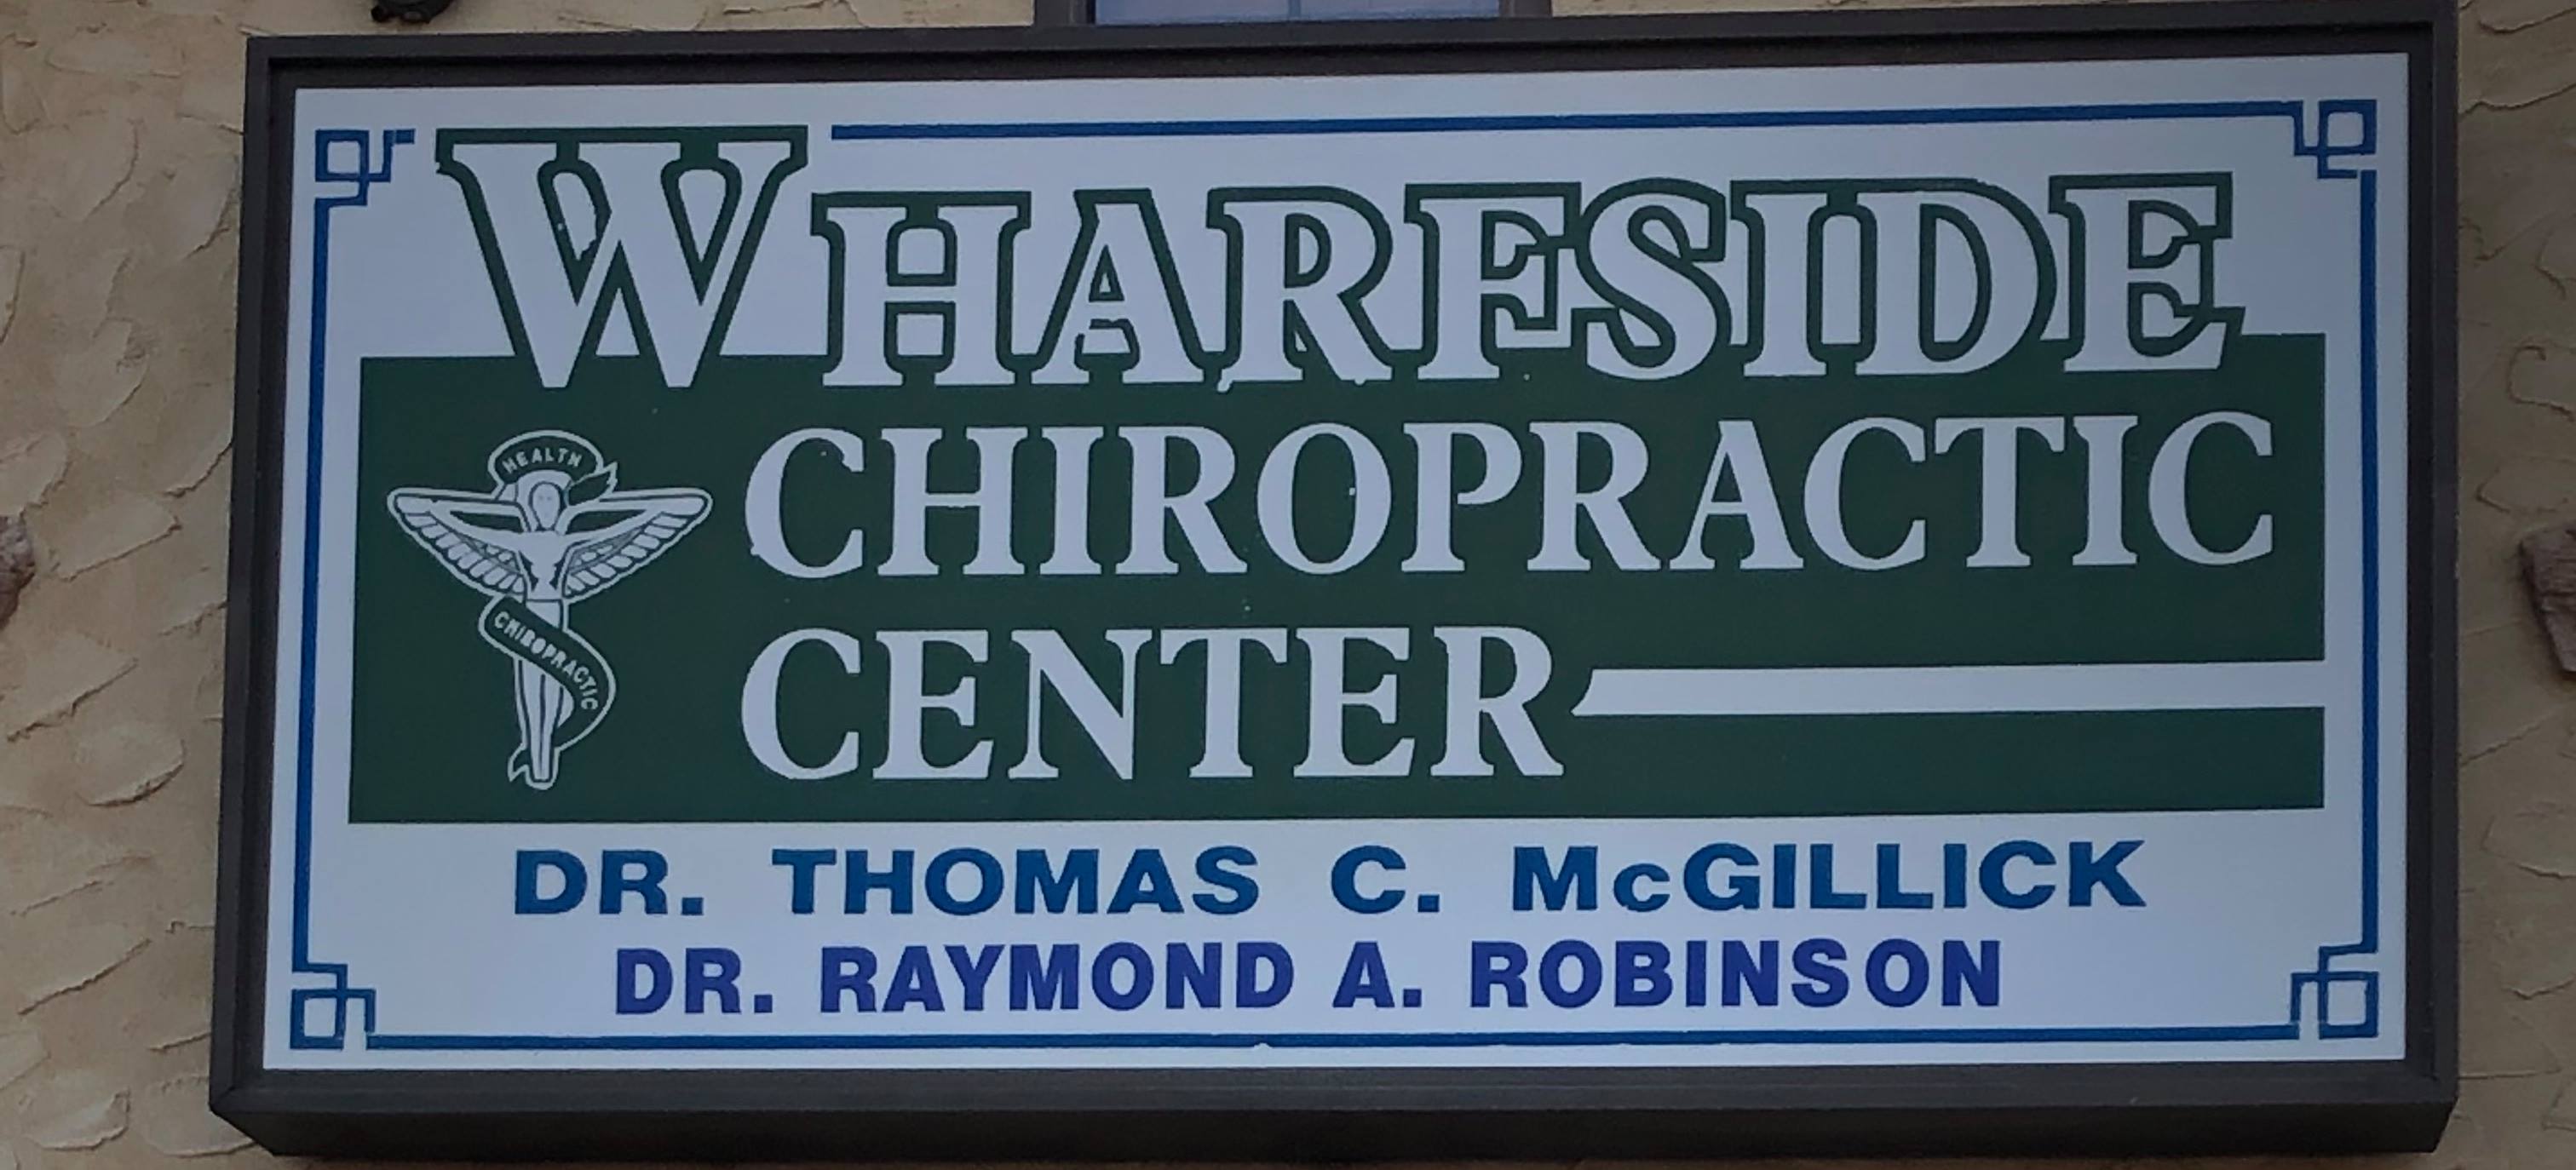 WHARFSIDE
CHIROPRACTIC
CENTER
HEALTH
CHIROPRACTIC
DR. THOMAS C. McGILLICK
DR. RAYMOND A. ROBINSON